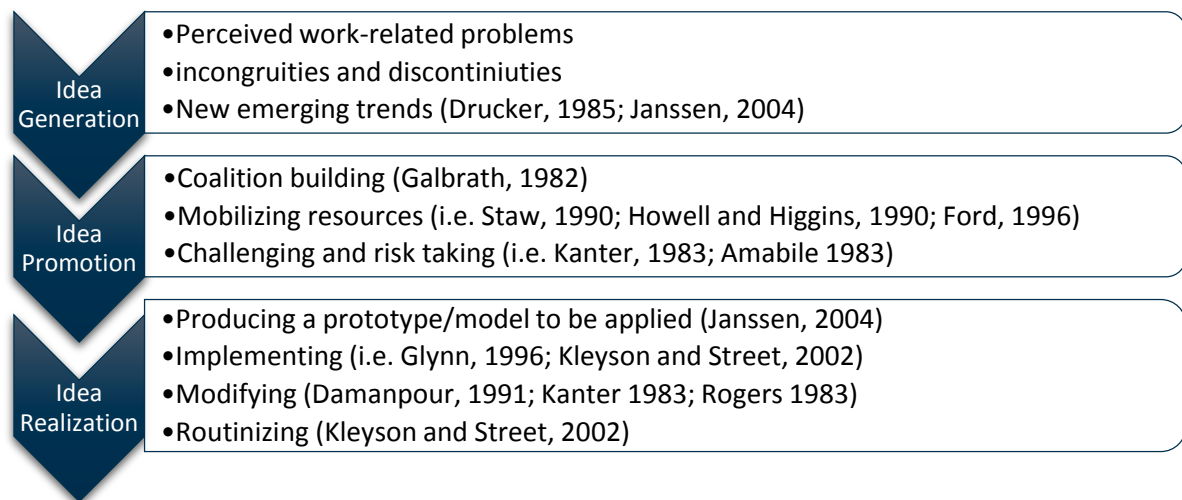 Idea
Generation
•Perceived work-related problems
•incongruities and discontiniuties
•New emerging trends (Drucker, 1985; Janssen, 2004)
Idea
Promotion
•Coalition building (Galbrath, 1982)
•Mobilizing resources (i.e. Staw, 1990; Howell and Higgins, 1990; Ford, 1996)
•Challenging and risk taking (i.e. Kanter, 1983; Amabile 1983)
Idea
Realization
•Producing a prototype/model to be applied (Janssen, 2004)
•Implementing (i.e. Glynn, 1996; Kleyson and Street, 2002)
•Modifying (Damanpour, 1991; Kanter 1983; Rogers 1983)
•Routinizing (Kleyson and Street, 2002)